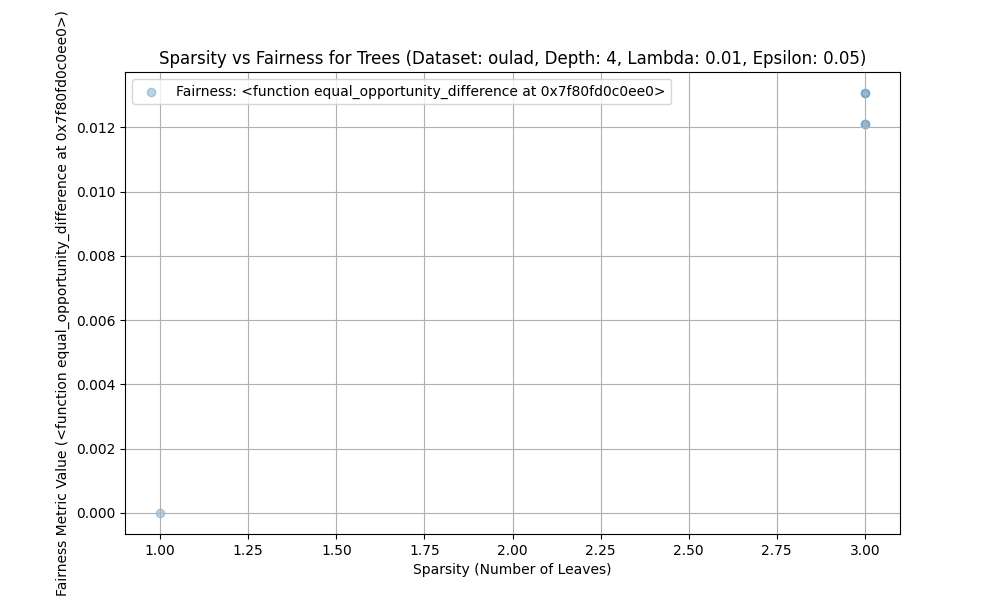 Sparsity vs Fairness for Trees (Dataset: oulad, Depth: 4, Lambda: 0.01, Epsilon: 0.05)
Fairness: <function equal_opportunity_difference at 0x7f80fd0c0ee0>
Fairness Metric Value (<function equal_opportunity_difference at 0x7f80fd0c0ee0>)
0.012
0.010
0.008
0.006
0.004
0.002
0.000
1.00 1.25 1.50 1.75 2.00 2.25 2.50 2.75 3.00
Sparsity (Number of Leaves)